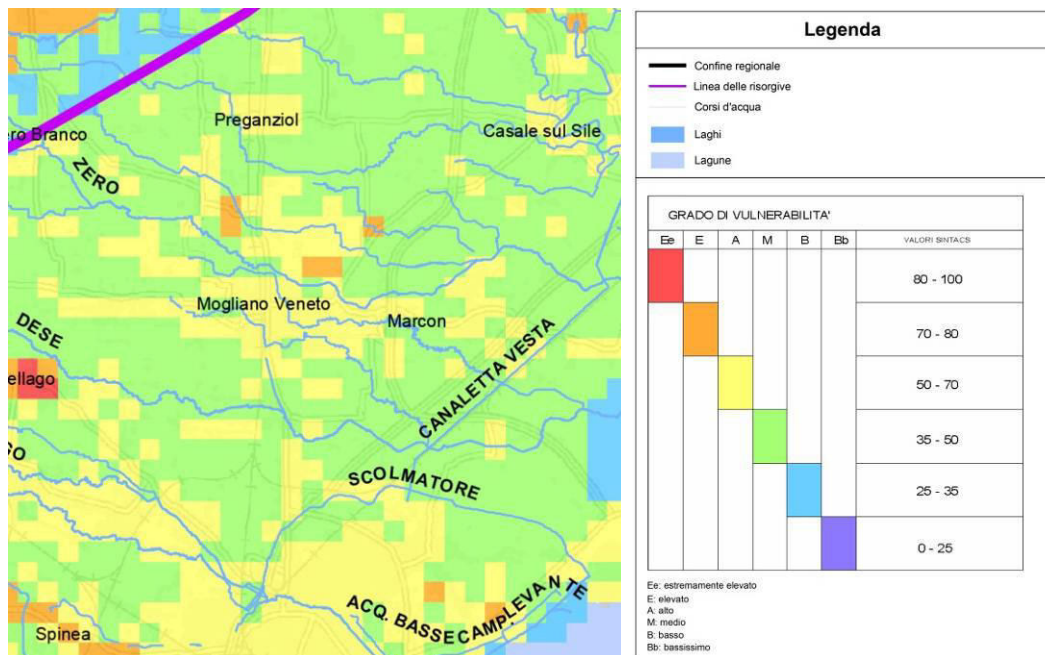 Preganziol
Casale sul Sile
ero Branco
ZERO
Mogliano Veneto
Marcon
DESE
ellago
CANALETTA VESTA
GO
SCOLMATORE
ACQ. BASSE CAMP. LEVANTE
Spinea
Legenda
Confine regionale
Linea delle risorgive
Corsi d'acqua
Laghi
Lagune
GRADO DI VULNERABILITA'
Ee E A M B Bb VALORI SINTACS
80 - 100
70 - 80
50 - 70
35 - 50
25 - 35
0 - 25
Ee: estremamente elevato
E: elevato
A: alto
M: medio
B: basso
Bb: bassissimo